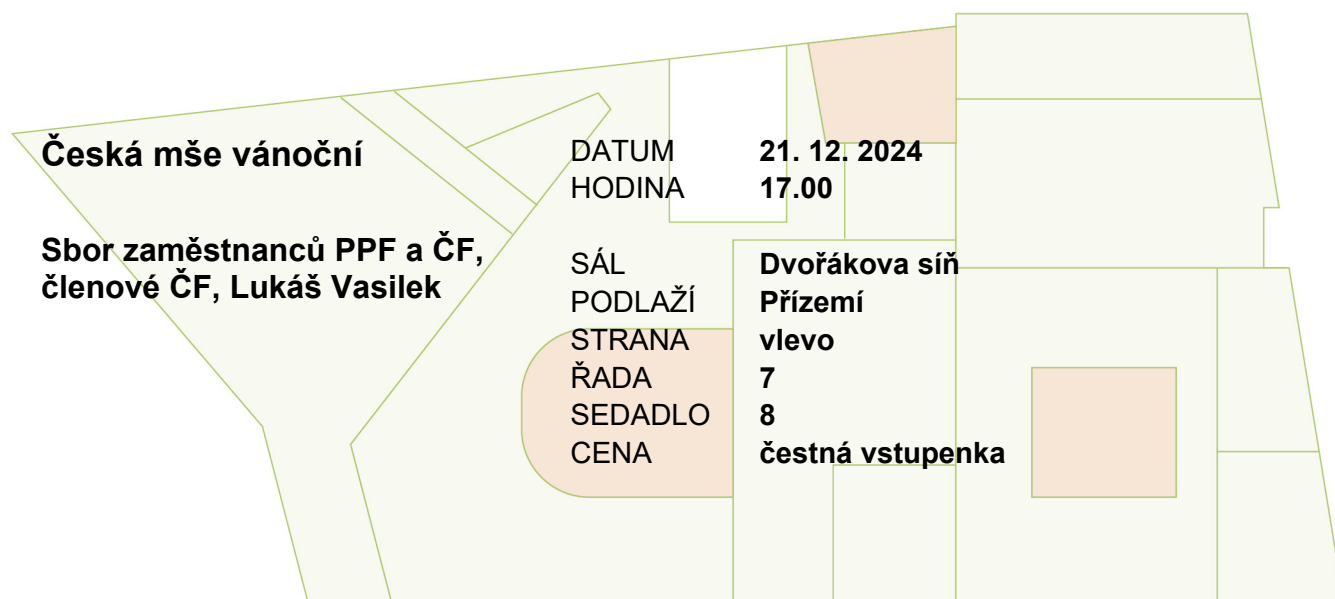 Česká mše vánoční
Sbor zaměstnanců PPF a ČF,
členové ČF, Lukáš Vasilek
DATUM 21. 12. 2024
HODINA 17.00
SÁL Dvořákova síň
PODLAŽÍ Přízemí
STRANA vlevo
ŘADA 7
SEDADLO 8
CENA čestná vstupenka